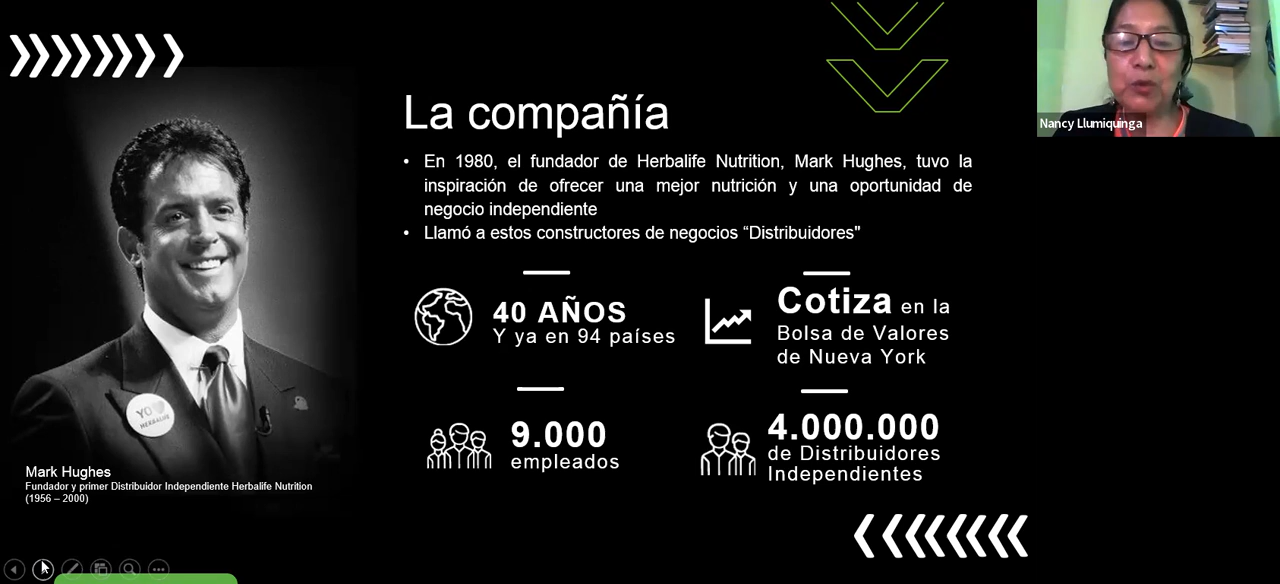 La compañía
• En 1980, el fundador de Herbalife Nutrition, Mark Hughes, tuvo la
inspiración de ofrecer una mejor nutrición y una oportunidad de
negocio independiente
• Llamó a estos constructores de negocios “Distribuidores"
40 AÑOS
Y ya en 94 países
Cotiza en la
Bolsa de Valores
de Nueva York
9.000
empleados
4.000.000
de Distribuidores
Independientes
YO
HERBALIFE
Mark Hughes
Fundador y primer Distribuidor Independiente Herbalife Nutrition
(1956 – 2000)
Nancy Llumiquinga